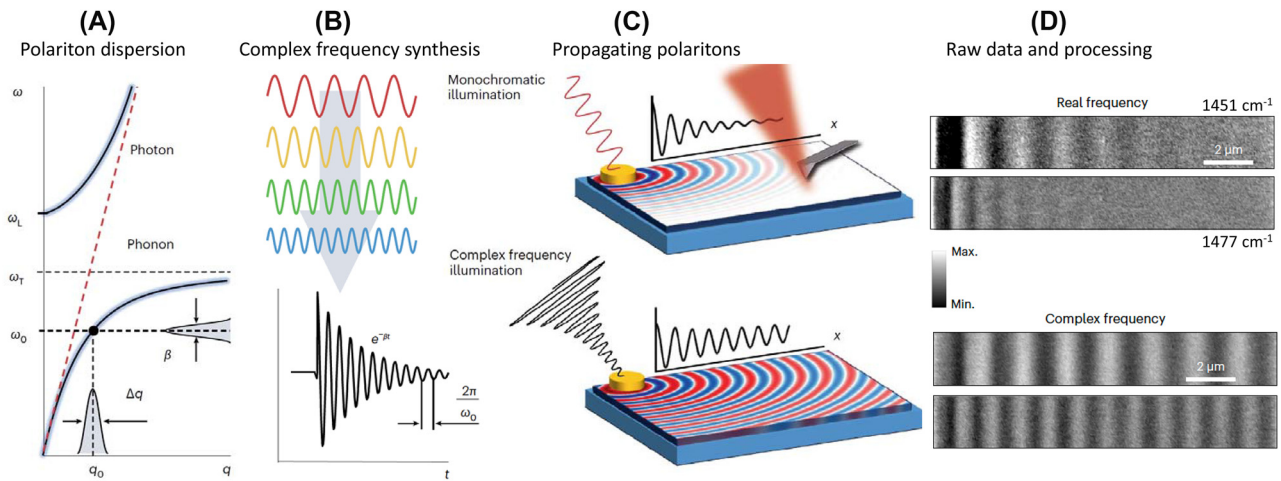 (A)
Polariton dispersion
ω
Photon
ω_L
Phonon
ω_T
ω_0
β
Δq
q_0
q
(B)
Complex frequency synthesis
e^−βt
2π
ω_0
t
(C)
Propagating polaritons
Monochromatic
illumination
x
Complex frequency
illumination
x
(D)
Raw data and processing
Real frequency
1451 cm⁻¹
2 μm
1477 cm⁻¹
Max.
Min.
Complex frequency
2 μm